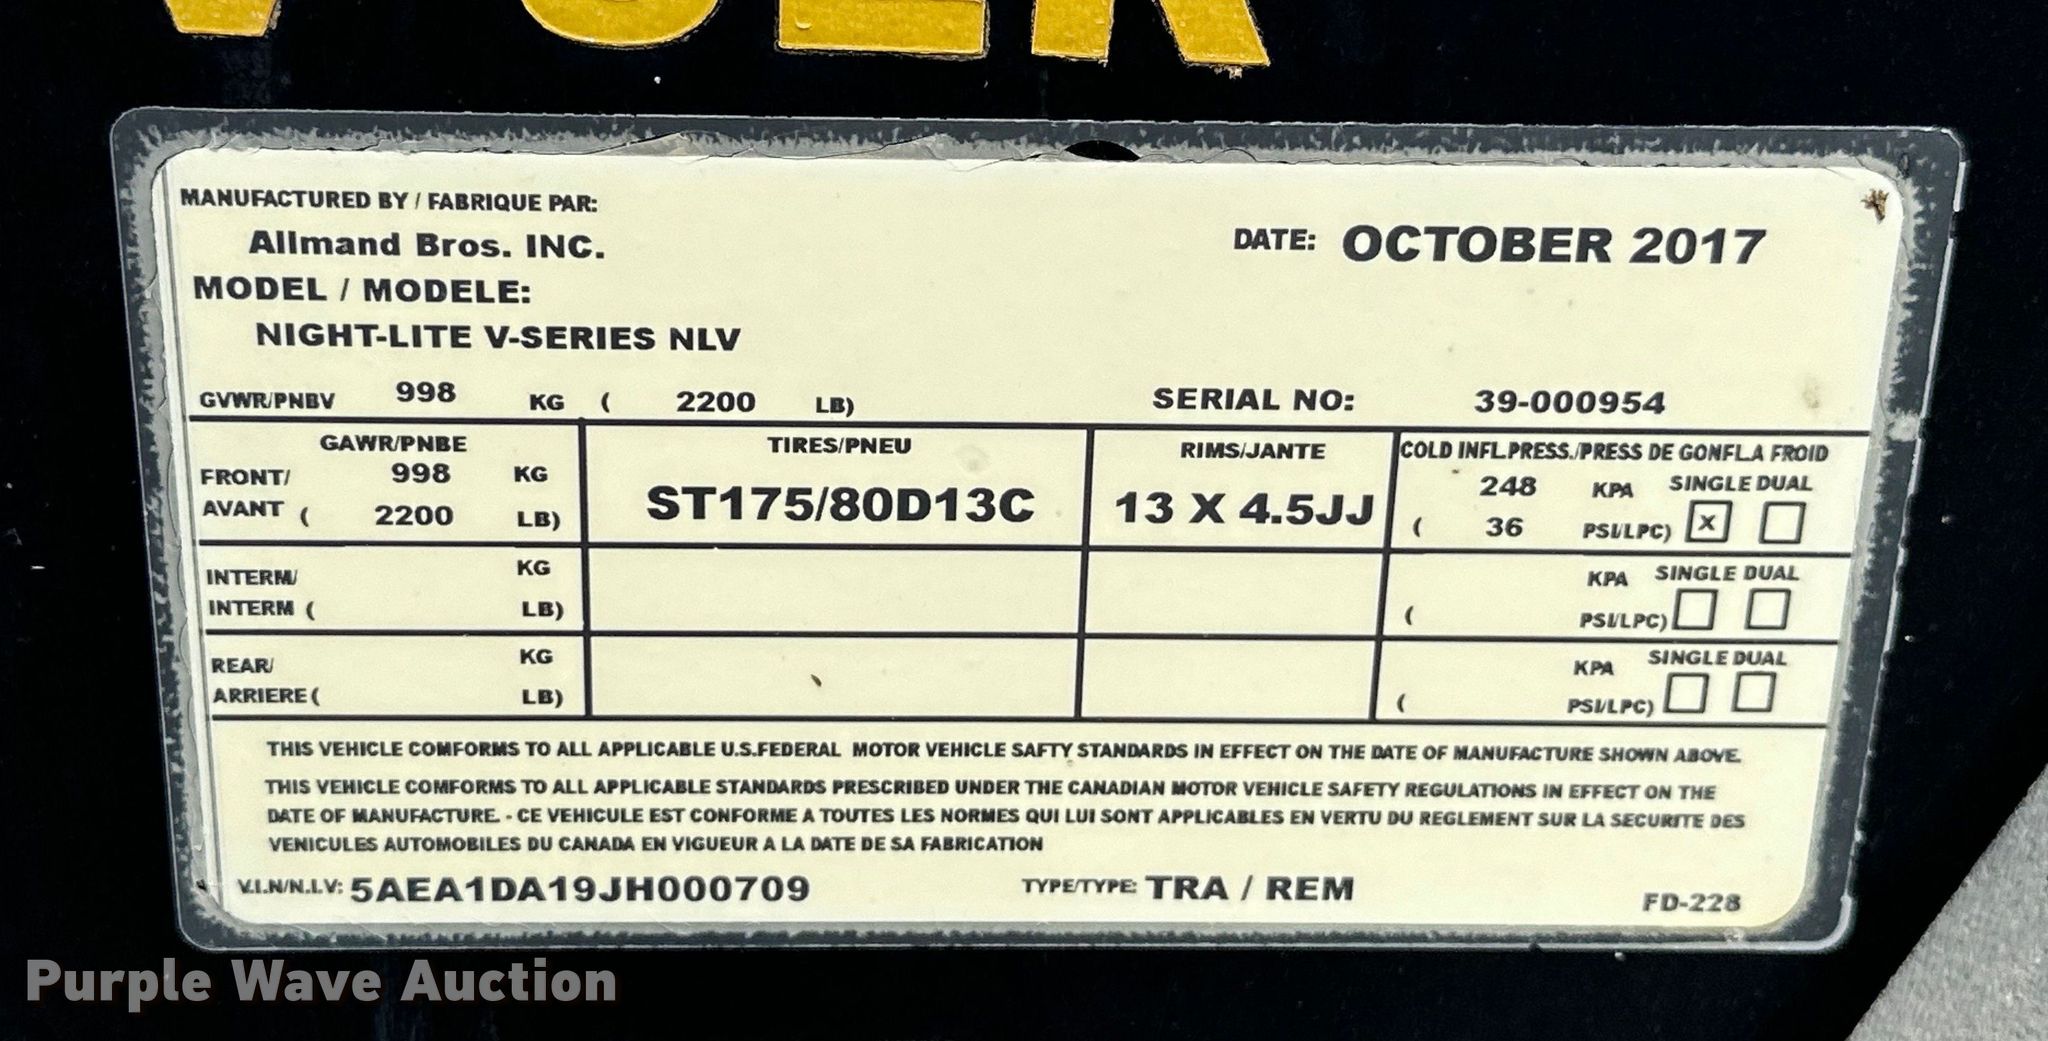 MANUFACTURED BY / FABRIQUE PAR:
Allmand Bros. INC.
DATE: OCTOBER 2017
MODEL / MODELE:
NIGHT-LITE V-SERIES NLV
GVWR/PNBV 998 KG ( 2200 LB) SERIAL NO: 39-000954
GAWR/PNBE TIRES/PNEU RIMS/JANTE COLD INFL.PRESS./PRESS DE GONFL.A FROID
FRONT/ 998 KG 248 KPA SINGLE DUAL
AVANT ( 2200 LB) ST175/80D13C 13 X 4.5JJ ( 36 PSI/LPC) X
INTERM/ KG KPA SINGLE DUAL
INTERM ( LB) ( PSI/LPC)
REAR/ KG KPA SINGLE DUAL
ARRIERE ( LB) ( PSI/LPC)
THIS VEHICLE COMFORMS TO ALL APPLICABLE U.S.FEDERAL MOTOR VEHICLE SAFTY STANDARDS IN EFFECT ON THE DATE OF MANUFACTURE SHOWN ABOVE.
THIS VEHICLE COMFORMS TO ALL APPLICABLE STANDARDS PRESCRIBED UNDER THE CANADIAN MOTOR VEHICLE SAFETY REGULATIONS IN EFFECT ON THE
DATE OF MANUFACTURE. - CE VEHICULE EST CONFORME A TOUTES LES NORMES QUI LUI SONT APPLICABLES EN VERTU DU REGLEMENT SUR LA SECURITE DES
VENICULES AUTOMOBILES DU CANADA EN VIGUEUR A LA DATE DE SA FABRICATION
V.I.N/N.I.V: 5AEA1DA19JH000709 TYPE/TYPE: TRA / REM FD-228
Purple Wave Auction